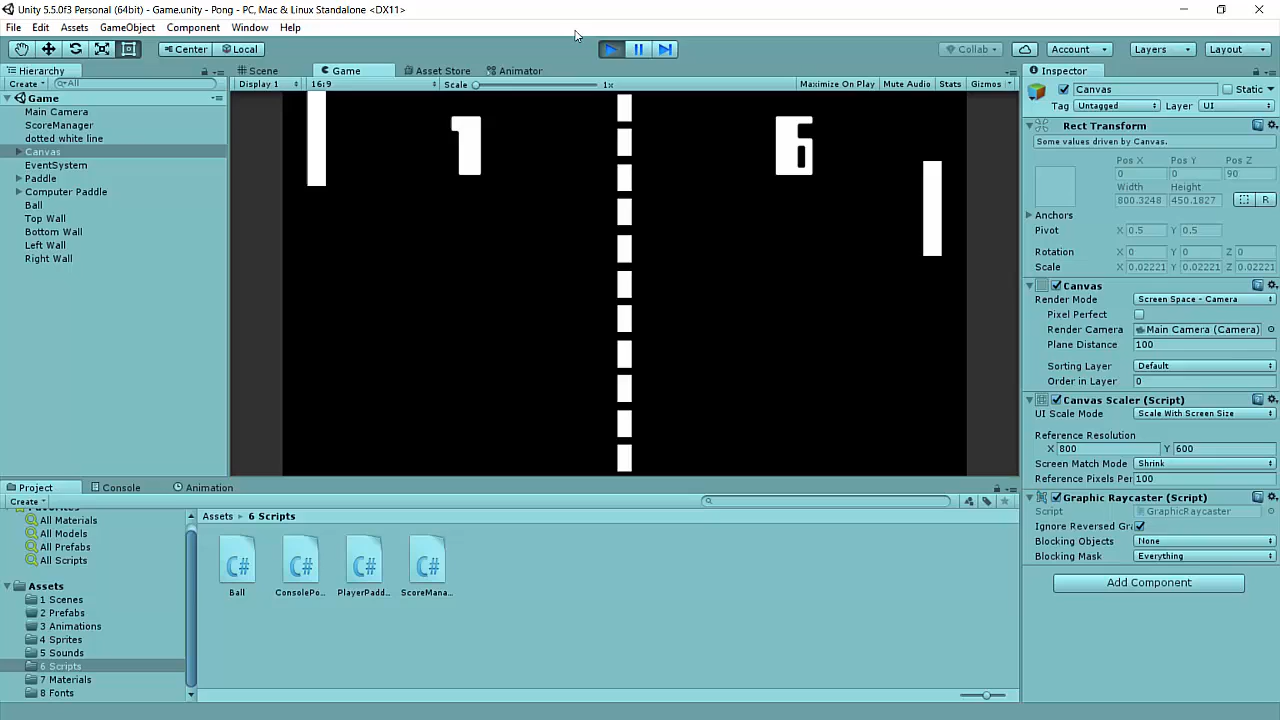 Unity 5.5.0f3 Personal (64bit) - Game.unity - Pong - PC, Mac & Linux Standalone <DX11>
File Edit Assets GameObject Component Window Help
Center Local Collab Account Layers Layout
Hierarchy Scene Game Asset Store Animator Inspector
Create All
Display 1 16:9 Scale 1x Maximize On Play Mute Audio Stats Gizmos
Canvas Static
Tag Untagged Layer UI
Game
Main Camera
ScoreManager
dotted white line
Canvas
EventSystem
Paddle
Computer Paddle
Ball
Top Wall
Bottom Wall
Left Wall
Right Wall
1 6
Rect Transform
Some values driven by Canvas.
Pos X Pos Y Pos Z
0 0 90
Width Height
800.3248 450.1827 R
Anchors
Pivot X 0.5 Y 0.5
Rotation X 0 Y 0 Z 0
Scale X 0.02221 Y 0.02221 Z 0.02221
Canvas
Render Mode Screen Space - Camera
Pixel Perfect
Render Camera Main Camera (Camera)
Plane Distance 100
Sorting Layer Default
Order in Layer 0
Canvas Scaler (Script)
UI Scale Mode Scale With Screen Size
Reference Resolution
X 800 Y 600
Screen Match Mode Shrink
Reference Pixels Per 100
Graphic Raycaster (Script)
Script GraphicRaycaster
Ignore Reversed Gra
Blocking Objects None
Blocking Mask Everything
Add Component
Project Console Animation
Create
Favorites
All Materials
All Models
All Prefabs
All Scripts
Assets
1 Scenes
2 Prefabs
3 Animations
4 Sprites
5 Sounds
6 Scripts
7 Materials
8 Fonts
Assets 6 Scripts
C# C# C# C#
Ball ConsolePo... PlayerPadd... ScoreMana...